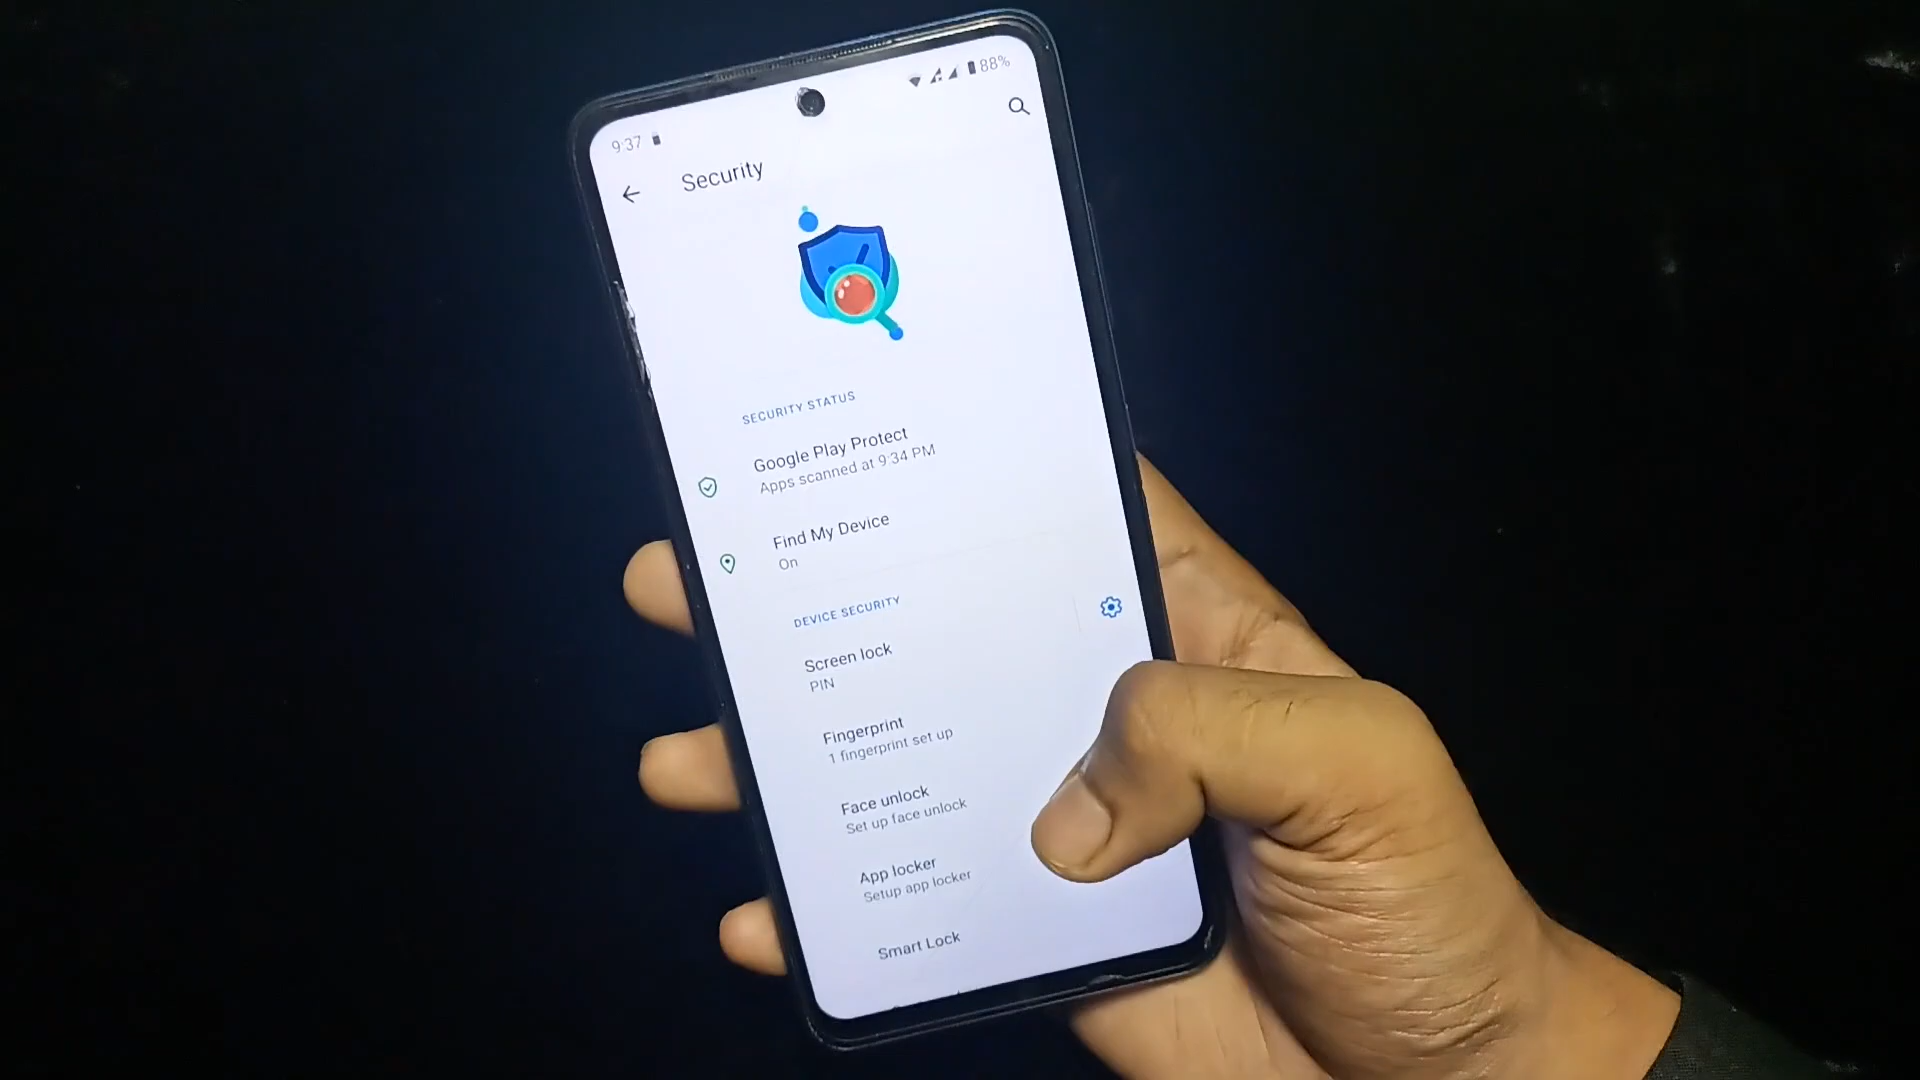 9:37
88%
Security
SECURITY STATUS
Google Play Protect
Apps scanned at 9:34 PM
Find My Device
On
DEVICE SECURITY
Screen lock
PIN
Fingerprint
1 fingerprint set up
Face unlock
Set up face unlock
App locker
Setup app locker
Smart Lock